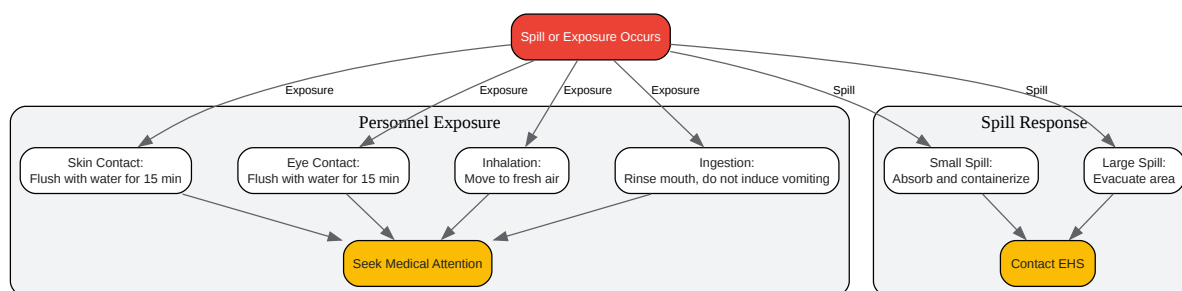 Spill or Exposure Occurs
Exposure
Exposure
Exposure
Exposure
Spill
Spill
Personnel Exposure
Spill Response
Skin Contact:
Flush with water for 15 min
Eye Contact:
Flush with water for 15 min
Inhalation:
Move to fresh air
Ingestion:
Rinse mouth, do not induce vomiting
Small Spill:
Absorb and containerize
Large Spill:
Evacuate area
Seek Medical Attention
Contact EHS